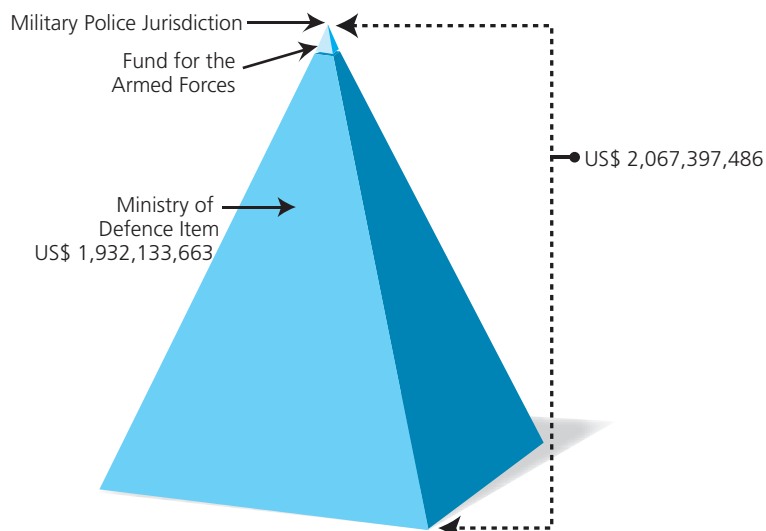 Military Police Jurisdiction
Fund for the
Armed Forces
US$ 2,067,397,486
Ministry of
Defence Item
US$ 1,932,133,663